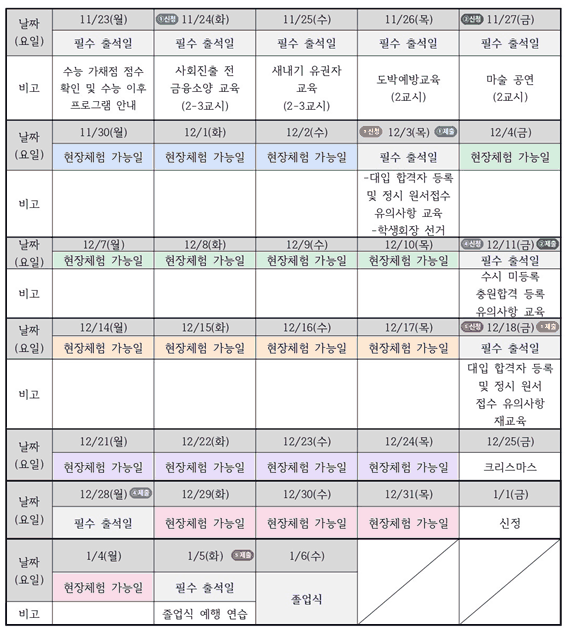 날짜 (요일) 11/23(월) ①신청 11/24(화) 11/25(수) 11/26(목) ②신청 11/27(금)
필수 출석일 필수 출석일 필수 출석일 필수 출석일 필수 출석일
비고
수능 가채점 점수
확인 및 수능 이후
프로그램 안내
사회진출 전
금융소양 교육
(2-3교시)
새내기 유권자
교육
(2-3교시)
도박예방교육
(2교시)
마술 공연
(2교시)
날짜 (요일) 11/30(월) 12/1(화) 12/2(수) ③신청 12/3(목) ①제출 12/4(금)
현장체험 가능일 현장체험 가능일 현장체험 가능일 필수 출석일 현장체험 가능일
비고
-대입 합격자 등록
및 정시 원서접수
유의사항 교육
-학생회장 선거
날짜 (요일) 12/7(월) 12/8(화) 12/9(수) 12/10(목) ④신청 12/11(금) ②제출
현장체험 가능일 현장체험 가능일 현장체험 가능일 현장체험 가능일 필수 출석일
비고
수시 미등록
충원합격 등록
유의사항 교육
날짜 (요일) 12/14(월) 12/15(화) 12/16(수) 12/17(목) 신청 12/18(금) 제출
현장체험 가능일 현장체험 가능일 현장체험 가능일 현장체험 가능일 필수 출석일
비고
대입 합격자 등록
및 정시 원서
접수 유의사항
재교육
날짜 (요일) 12/21(월) 12/22(화) 12/23(수) 12/24(목) 12/25(금)
현장체험 가능일 현장체험 가능일 현장체험 가능일 현장체험 가능일 크리스마스
날짜 (요일) 12/28(월) ④제출 12/29(화) 12/30(수) 12/31(목) 1/1(금)
필수 출석일 현장체험 가능일 현장체험 가능일 현장체험 가능일 신정
날짜 (요일) 1/4(월) 1/5(화) ⑤제출 1/6(수)
현장체험 가능일 필수 출석일 졸업식
비고 졸업식 예행 연습